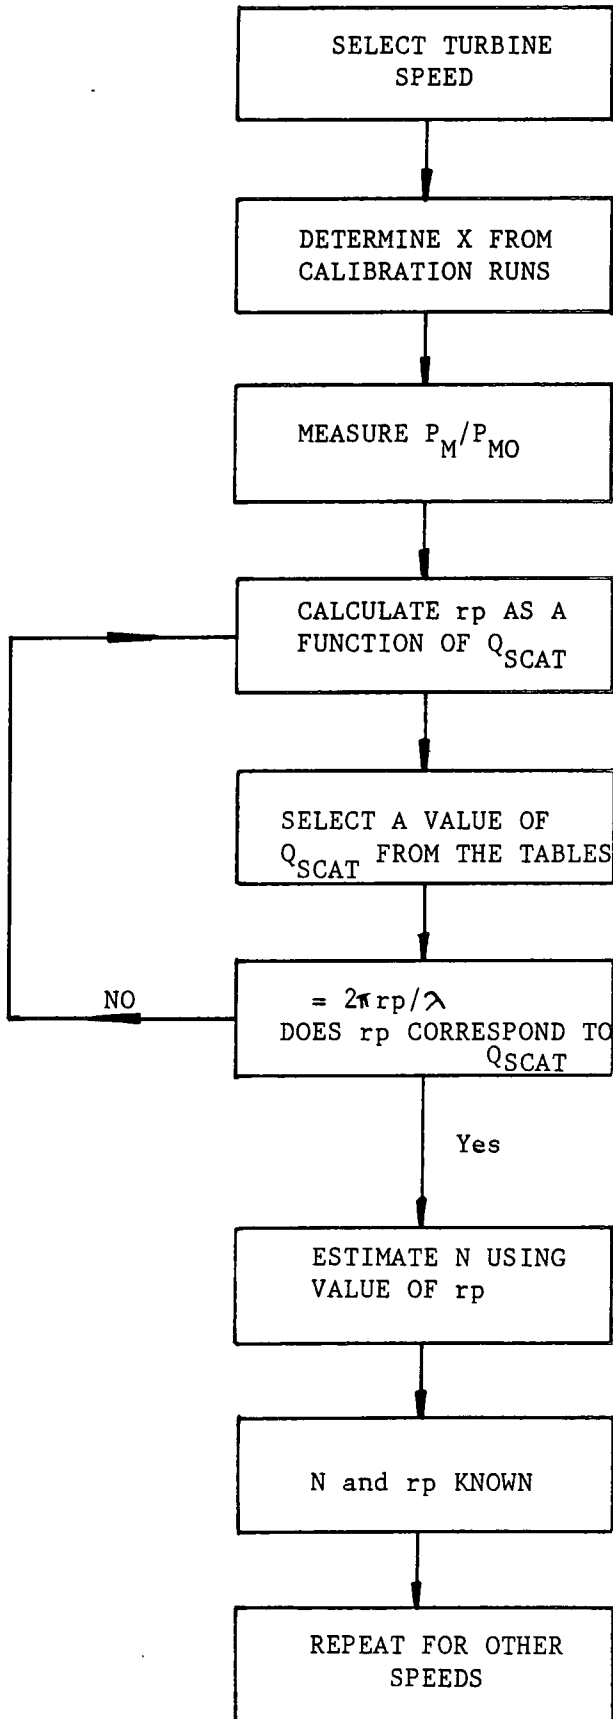 SELECT TURBINE
SPEED
DETERMINE X FROM
CALIBRATION RUNS
MEASURE P_M/P_MO
CALCULATE rp AS A
FUNCTION OF Q_SCAT
SELECT A VALUE OF
Q_SCAT FROM THE TABLES
NO
= 2π rp/λ
DOES rp CORRESPOND TO
Q_SCAT
Yes
ESTIMATE N USING
VALUE OF rp
N and rp KNOWN
REPEAT FOR OTHER
SPEEDS